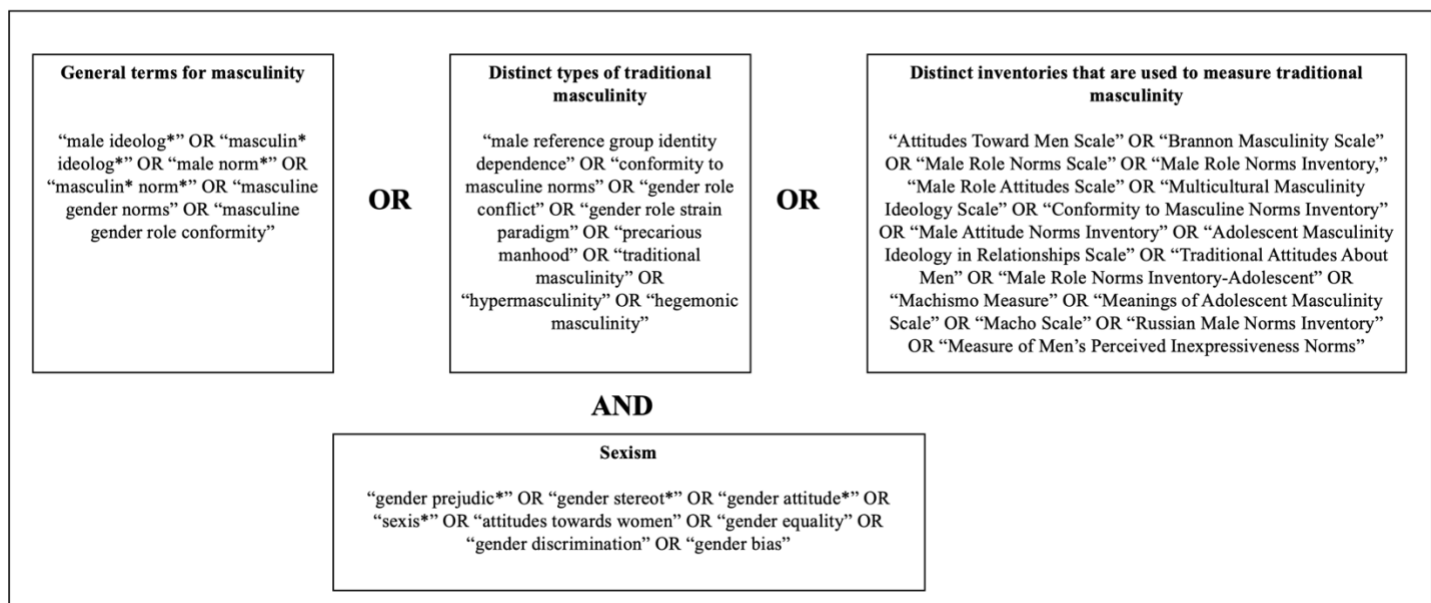 General terms for masculinity
“male ideolog*” OR “masculin*
ideolog*” OR “male norm*” OR
“masculin* norm*” OR “masculine
gender norms” OR “masculine
gender role conformity”
OR
Distinct types of traditional
masculinity
“male reference group identity
dependence” OR “conformity to
masculine norms” OR “gender role
conflict” OR “gender role strain
paradigm” OR “precarious
manhood” OR “traditional
masculinity” OR
“hypermasculinity” OR “hegemonic
masculinity”
OR
Distinct inventories that are used to measure traditional
masculinity
“Attitudes Toward Men Scale” OR “Brannon Masculinity Scale”
OR “Male Role Norms Scale” OR “Male Role Norms Inventory,”
“Male Role Attitudes Scale” OR “Multicultural Masculinity
Ideology Scale” OR “Conformity to Masculine Norms Inventory”
OR “Male Attitude Norms Inventory” OR “Adolescent Masculinity
Ideology in Relationships Scale” OR “Traditional Attitudes About
Men” OR “Male Role Norms Inventory-Adolescent” OR
“Machismo Measure” OR “Meanings of Adolescent Masculinity
Scale” OR “Macho Scale” OR “Russian Male Norms Inventory”
OR “Measure of Men’s Perceived Inexpressiveness Norms”
AND
Sexism
“gender prejudic*” OR “gender stereot*” OR “gender attitude*” OR
“sexis*” OR “attitudes towards women” OR “gender equality” OR
“gender discrimination” OR “gender bias”